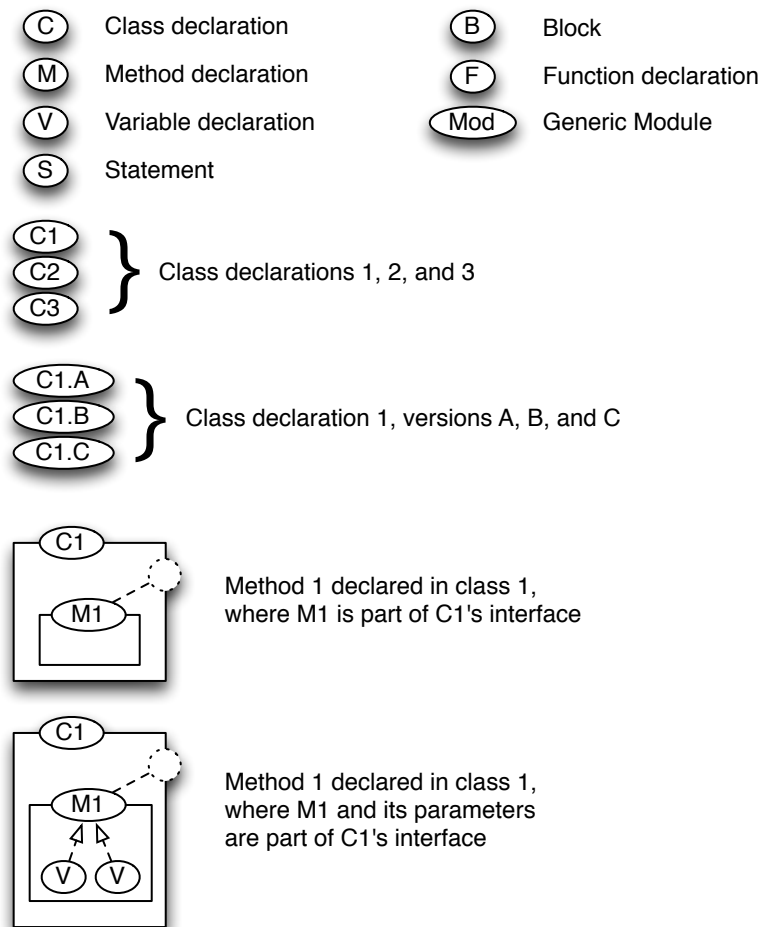 C Class declaration
B Block
M Method declaration
F Function declaration
V Variable declaration
Mod Generic Module
S Statement
C1
C2
C3
} Class declarations 1, 2, and 3
C1.A
C1.B
C1.C
} Class declaration 1, versions A, B, and C
C1
M1
Method 1 declared in class 1,
where M1 is part of C1's interface
C1
M1
V V
Method 1 declared in class 1,
where M1 and its parameters
are part of C1's interface